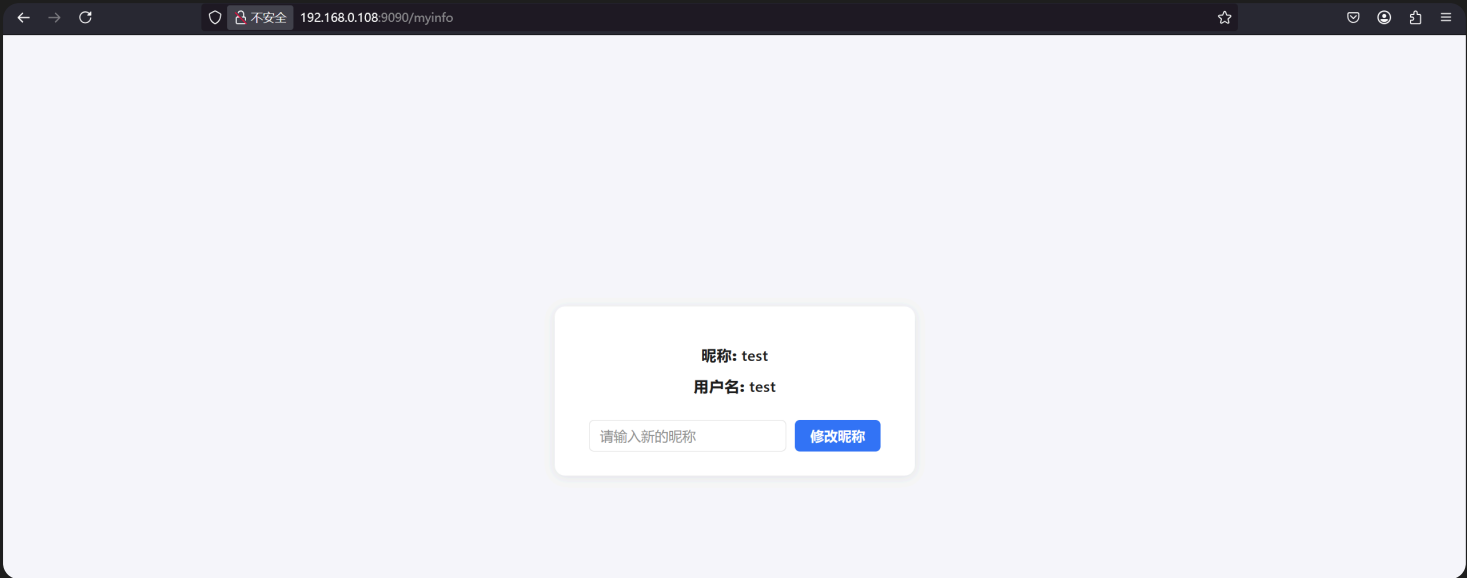 不安全 192.168.0.108:9090/myinfo
昵称: test
用户名: test
请输入新的昵称 修改昵称